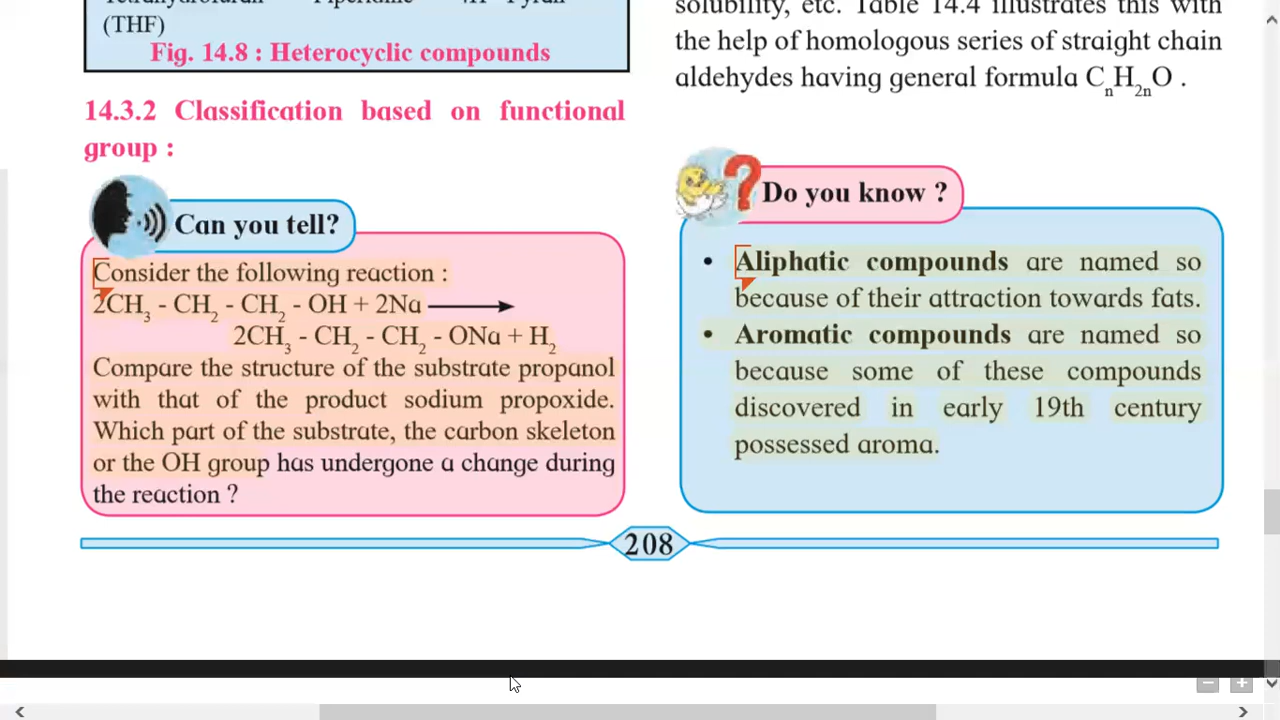 (THF)
Fig. 14.8 : Heterocyclic compounds
14.3.2 Classification based on functional
group :
Can you tell?
Consider the following reaction :
2CH₃ - CH₂ - CH₂ - OH + 2Na ⟶
2CH₃ - CH₂ - CH₂ - ONa + H₂
Compare the structure of the substrate propanol
with that of the product sodium propoxide.
Which part of the substrate, the carbon skeleton
or the OH group has undergone a change during
the reaction ?
solubility, etc. Table 14.4 illustrates this with
the help of homologous series of straight chain
aldehydes having general formula CₙH₂ₙO .
Do you know ?
• Aliphatic compounds are named so
because of their attraction towards fats.
• Aromatic compounds are named so
because some of these compounds
discovered in early 19th century
possessed aroma.
208